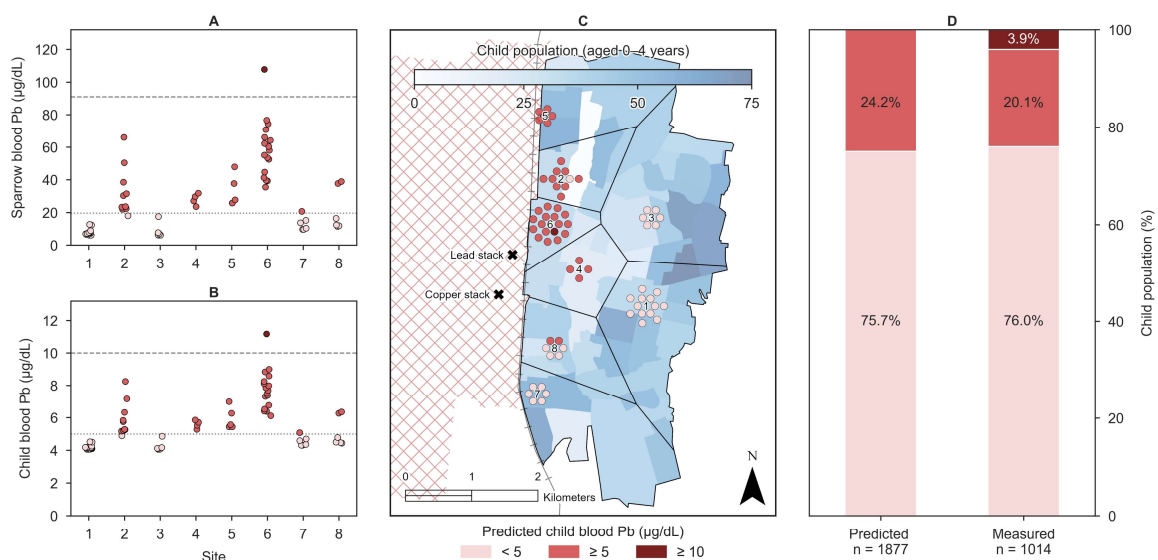 A
Sparrow blood Pb (µg/dL)
120
100
80
60
40
20
0
1 2 3 4 5 6 7 8
B
Child blood Pb (µg/dL)
12
10
8
6
4
2
0
1 2 3 4 5 6 7 8
Site
C
Child population (aged 0–4 years)
0 25 50 75
5
2
6
3
Lead stack
4
Copper stack
1
8
7
0 1 2
Kilometers
N
Predicted child blood Pb (µg/dL)
< 5 ≥ 5 ≥ 10
D
3.9%
24.2%
20.1%
75.7%
76.0%
Predicted
n = 1877
Measured
n = 1014
100
80
60
40
20
0
Child population (%)